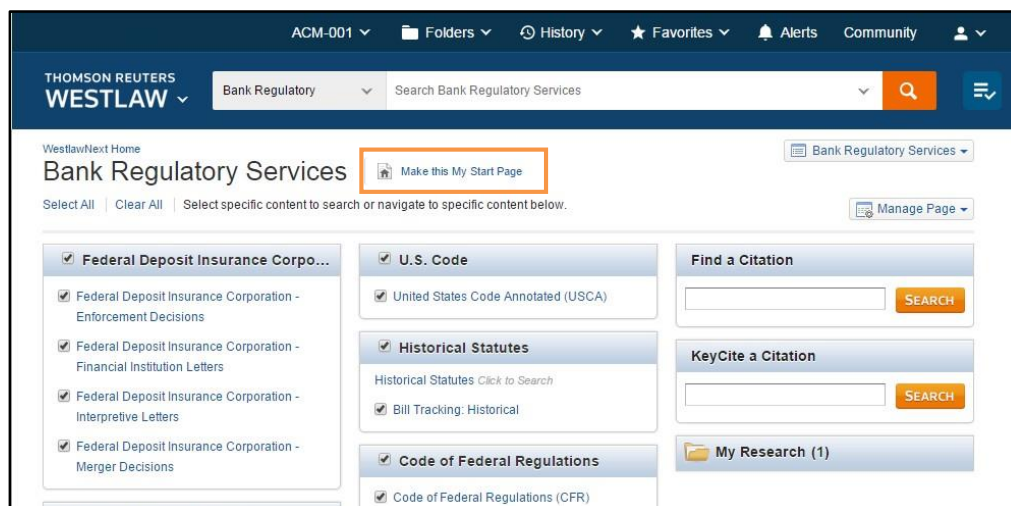 ACM-001 Folders History Favorites Alerts Community
THOMSON REUTERS
WESTLAW
Bank Regulatory
Search Bank Regulatory Services
WestlawNext Home
Bank Regulatory Services
Make this My Start Page
Bank Regulatory Services
Select All
Clear All
Select specific content to search or navigate to specific content below.
Manage Page
Federal Deposit Insurance Corpo...
Federal Deposit Insurance Corporation -
Enforcement Decisions
Federal Deposit Insurance Corporation -
Financial Institution Letters
Federal Deposit Insurance Corporation -
Interpretive Letters
Federal Deposit Insurance Corporation -
Merger Decisions
U.S. Code
United States Code Annotated (USCA)
Historical Statutes
Historical Statutes Click to Search
Bill Tracking: Historical
Code of Federal Regulations
Code of Federal Regulations (CFR)
Find a Citation
SEARCH
KeyCite a Citation
SEARCH
My Research (1)